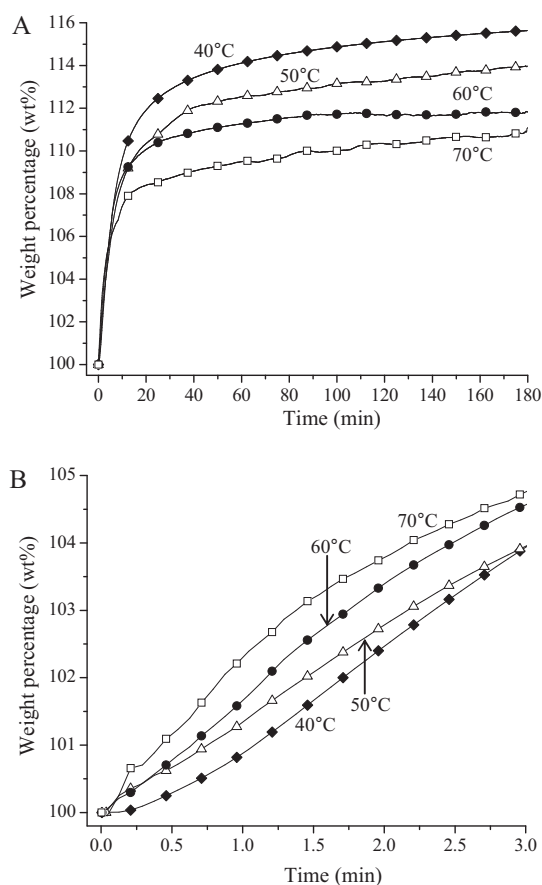 A
116
114
112
110
108
106
104
102
100
Weight percentage (wt%)
40°C
50°C
60°C
70°C
0 20 40 60 80 100 120 140 160 180
Time (min)
B
105
104
103
102
101
100
Weight percentage (wt%)
70°C
60°C
50°C
40°C
0.0 0.5 1.0 1.5 2.0 2.5 3.0
Time (min)